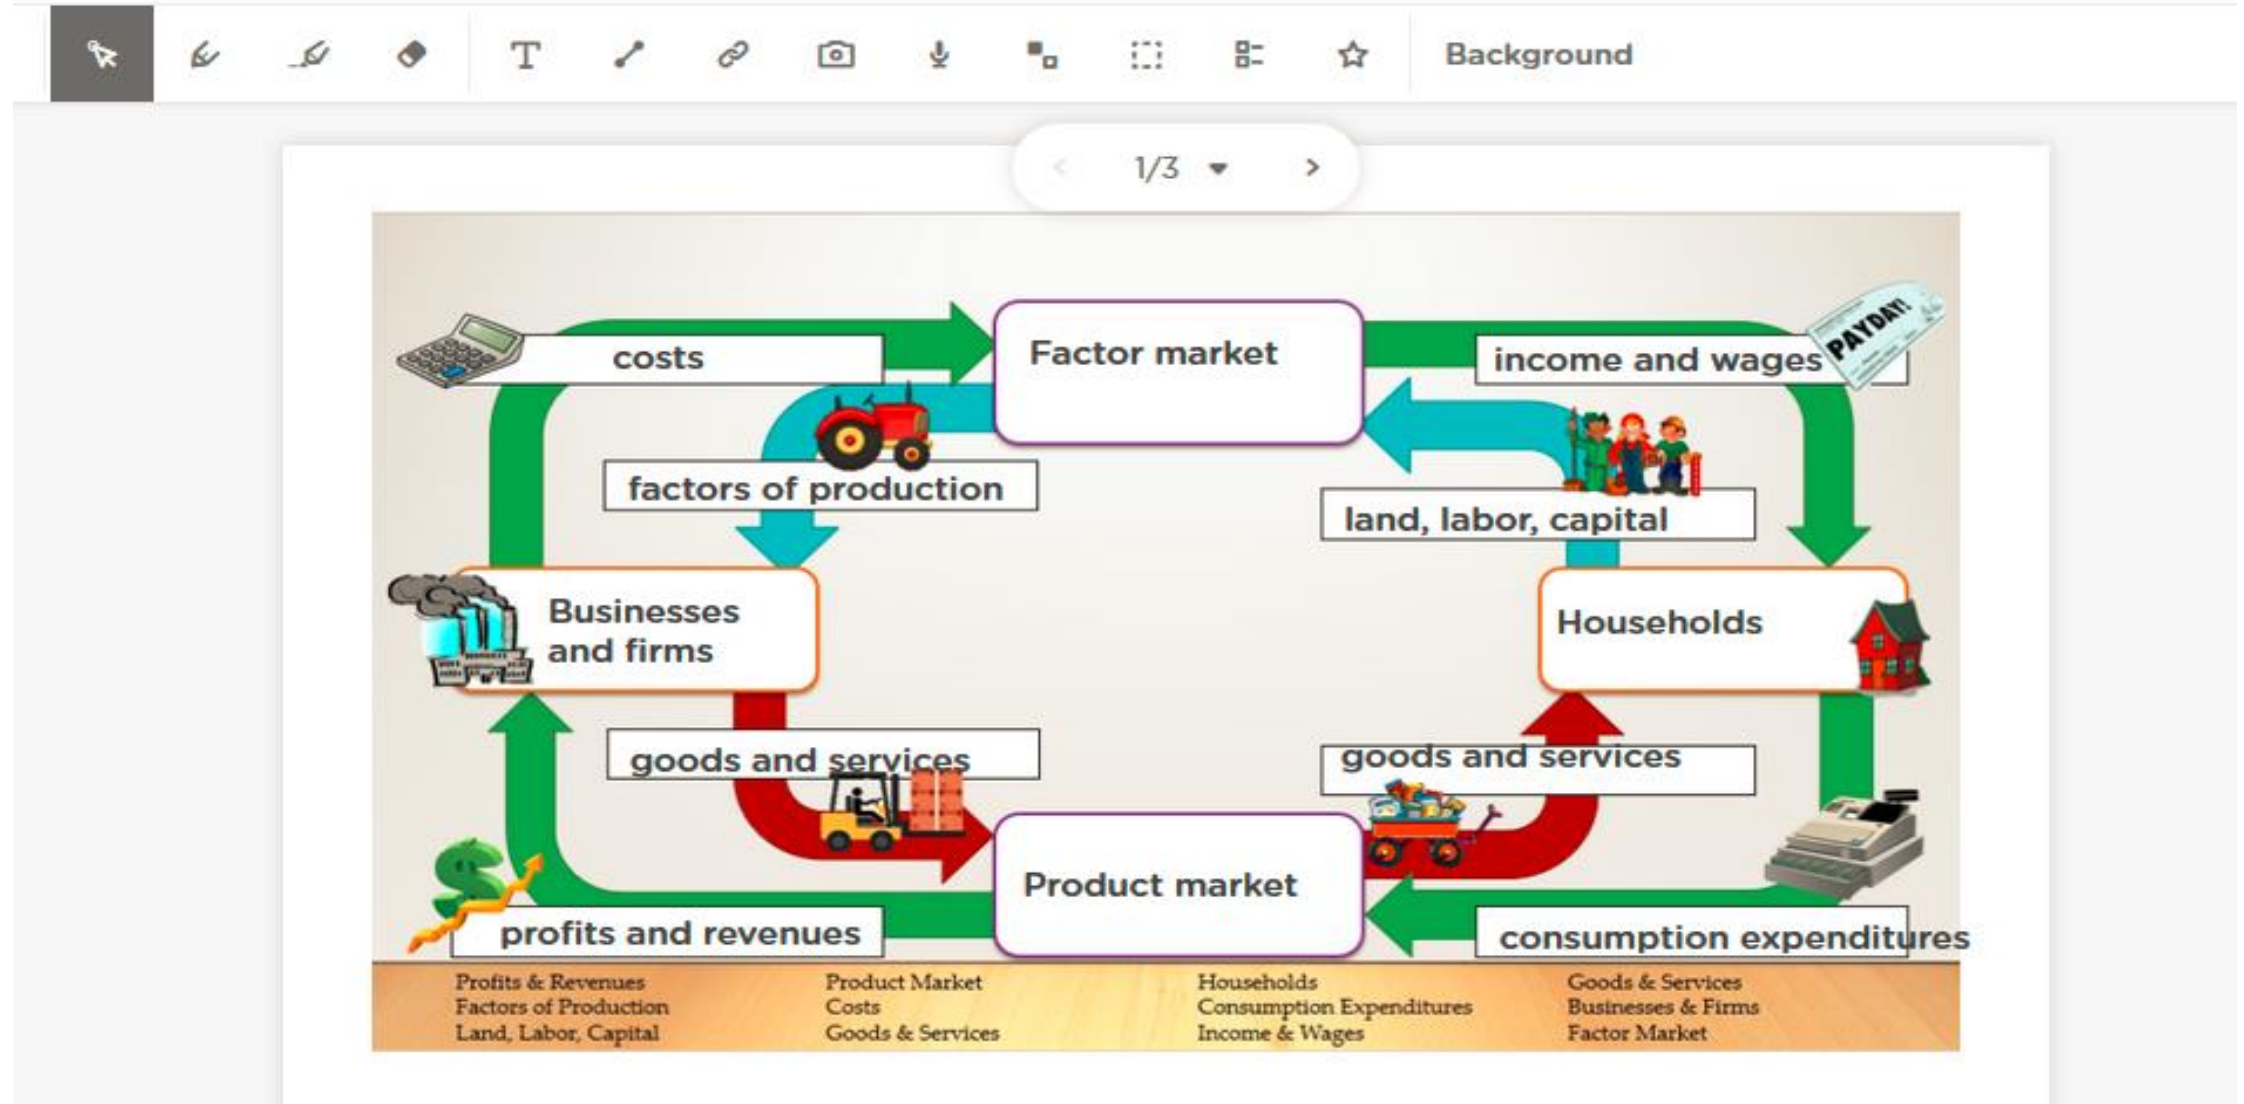 Background
1/3
costs
Factor market
income and wages
PAYDAY!
factors of production
land, labor, capital
Businesses
and firms
Households
goods and services
goods and services
Product market
profits and revenues
consumption expenditures
Profits & Revenues
Factors of Production
Land, Labor, Capital
Product Market
Costs
Goods & Services
Households
Consumption Expenditures
Income & Wages
Goods & Services
Businesses & Firms
Factor Market